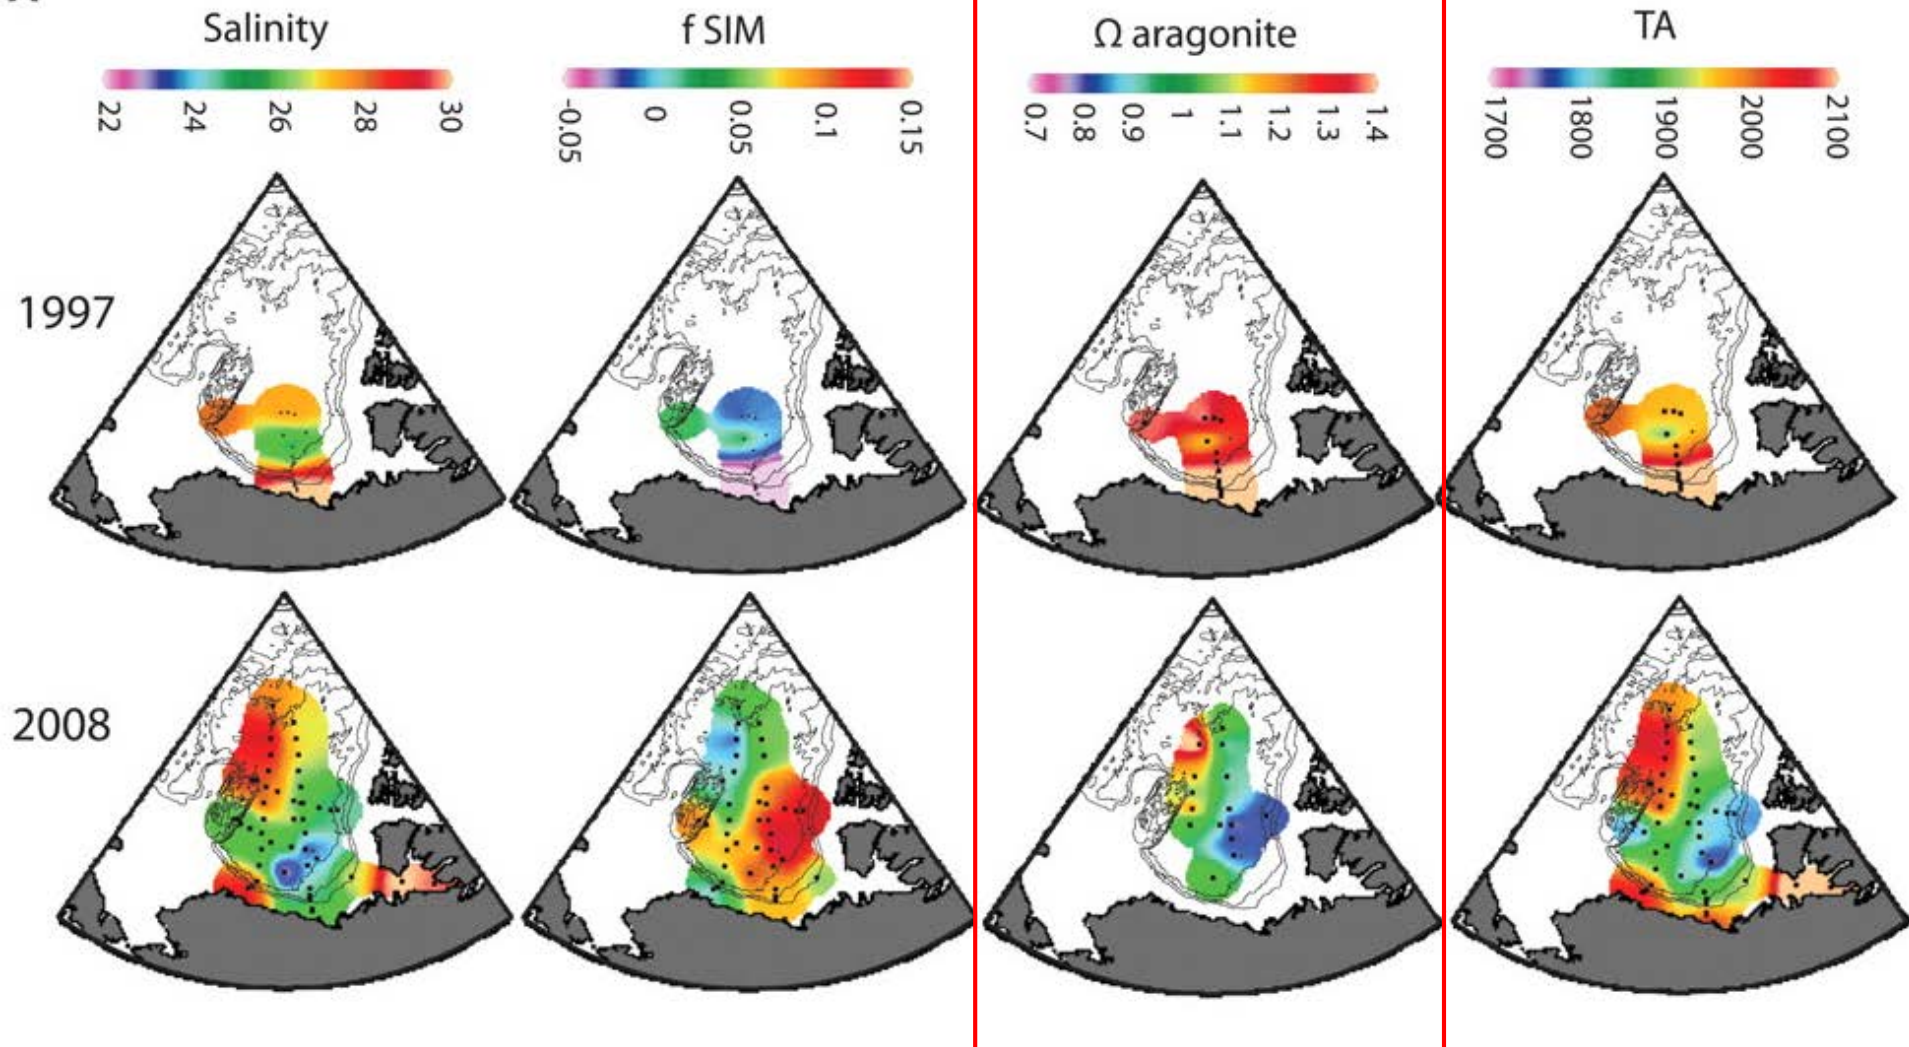 Salinity
f SIM
Ω aragonite
TA
22 24 26 28 30
-0.05 0 0.05 0.1 0.15
0.7 0.8 0.9 1 1.1 1.2 1.3 1.4
1700 1800 1900 2000 2100
1997
2008